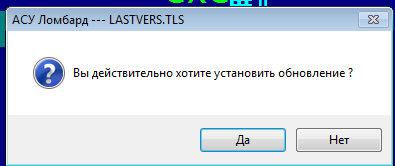 АСУ Ломбард --- LASTVERS.TLS
Вы действительно хотите установить обновление ?
Да
Нет